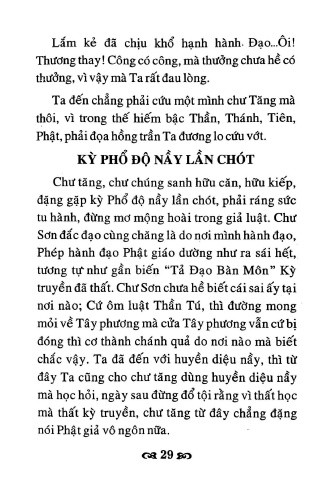 Lắm kẻ đã chịu khổ hạnh hành Đạo...Ôi!
Thương thay! Công có công, mà thưởng chưa hề có
thưởng, vì vậy mà Ta rất đau lòng.
Ta đến chẳng phải cứu một mình chư Tăng mà
thôi, vì trong thế hiếm bậc Thần, Thánh, Tiên,
Phật, phải đọa hồng trần Ta đương lo cứu vớt.
KỲ PHỔ ĐỘ NẦY LẦN CHÓT
Chư tăng, chư chúng sanh hữu căn, hữu kiếp,
đặng gặp kỳ Phổ độ nầy lần chót, phải ráng sức
tu hành, đừng mơ mộng hoài trong giả luật. Chư
Sơn đắc đạo cùng chăng là do nơi mình hành đạo,
Phép hành đạo Phật giáo dường như ra sái hết,
tương tự như gần biến “Tả Đạo Bàn Môn” Kỳ
truyền đã thất. Chư Sơn chưa hề biết cái sai ấy tại
nơi nào; Cứ ôm luật Thần Tú, thì đường mong
mỏi về Tây phương mà cửa Tây phương vẫn cứ bị
đóng thì cơ thành chánh quả do nơi nào mà biết
chắc vậy. Ta đã đến với huyền diệu nầy, thì từ
đây Ta cũng cho chư tăng dùng huyền diệu nầy
mà học hỏi, ngày sau đừng đổ tội rằng vì thất học
mà thất kỳ truyền, chư tăng từ đây chẳng đặng
nói Phật giả vô ngôn nữa.
29